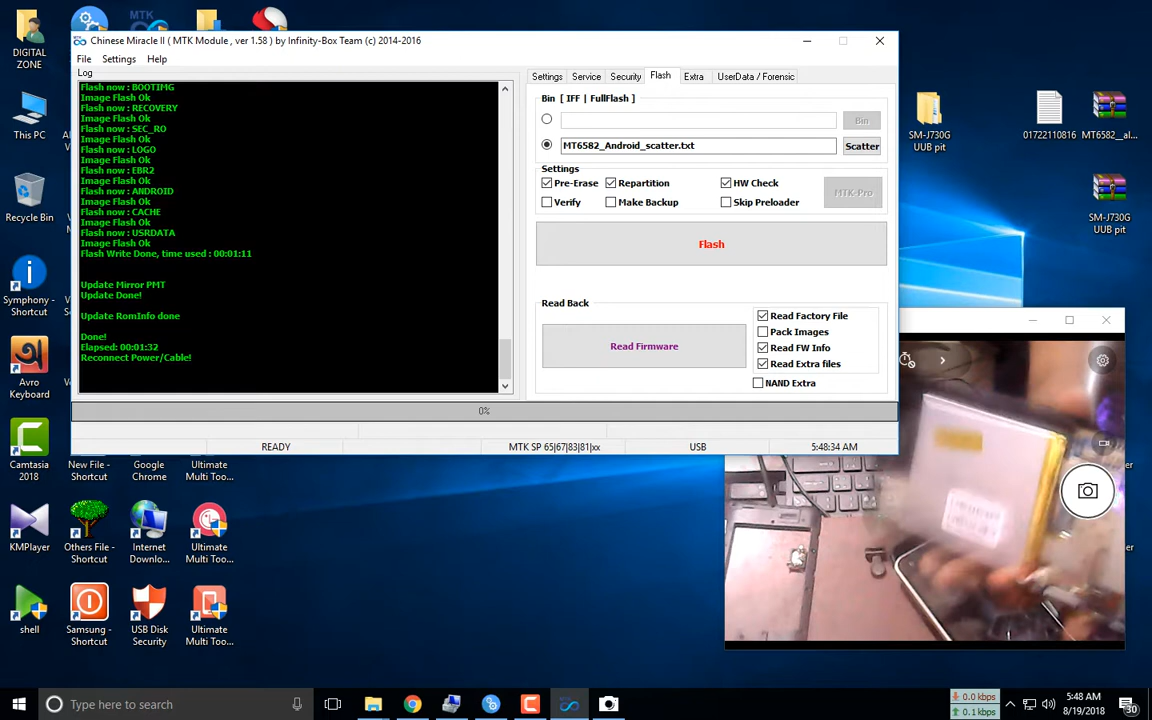 DIGITAL
ZONE
MTK
This PC
Recycle Bin
Symphony -
Shortcut
Avro
Keyboard
Camtasia
2018
New File -
Shortcut
Google
Chrome
Ultimate
Multi Too...
KMPlayer
Others File -
Shortcut
Internet
Downlo...
Ultimate
Multi Too...
shell
Samsung -
Shortcut
USB Disk
Security
Ultimate
Multi Too...
Chinese Miracle II ( MTK Module , ver 1.58 ) by Infinity-Box Team (c) 2014-2016
File Settings Help
Log
Flash now : BOOTIMG
Image Flash Ok
Flash now : RECOVERY
Image Flash Ok
Flash now : SEC_RO
Image Flash Ok
Flash now : LOGO
Image Flash Ok
Flash now : EBR2
Image Flash Ok
Flash now : ANDROID
Image Flash Ok
Flash now : CACHE
Image Flash Ok
Flash now : USRDATA
Image Flash Ok
Flash Write Done, time used : 00:01:11
Update Mirror PMT
Update Done!
Update RomInfo done
Done!
Elapsed: 00:01:32
Reconnect Power/Cable!
Settings Service Security Flash Extra UserData / Forensic
Bin [ IFF | FullFlash ]
Bin
MT6582_Android_scatter.txt Scatter
Settings
Pre-Erase Repartition HW Check MTK-Pro
Verify Make Backup Skip Preloader
Flash
Read Back
Read Firmware
Read Factory File
Pack Images
Read FW Info
Read Extra files
NAND Extra
0%
READY MTK SP 65|67|83|81|xx USB 5:48:34 AM
SM-J730G
UUB pit
01722110816
MT6582__al...
SM-J730G
UUB pit
Type here to search
0.0 kbps
0.1 kbps
5:48 AM
8/19/2018
30